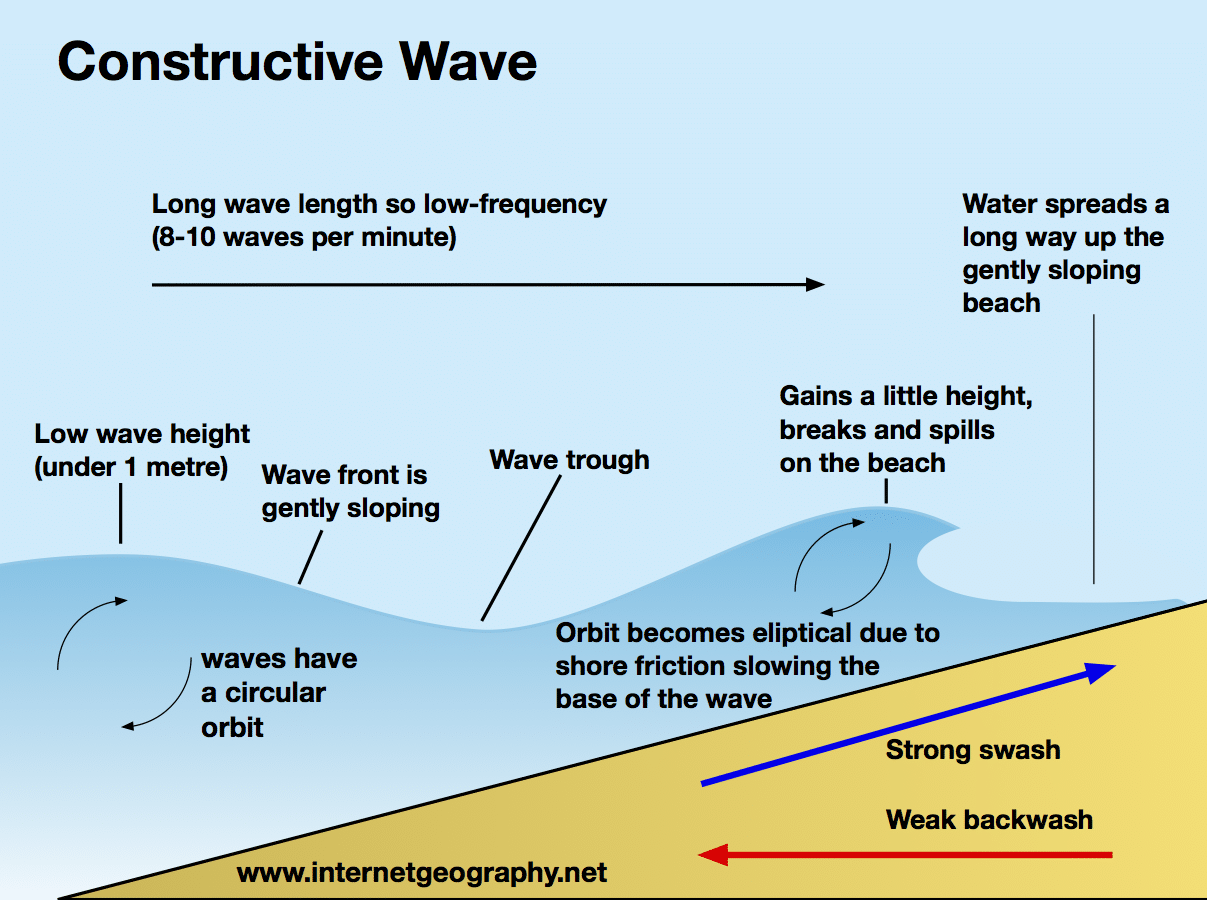 Constructive Wave
Long wave length so low-frequency
(8-10 waves per minute)
Water spreads a
long way up the
gently sloping
beach
Gains a little height,
breaks and spills
on the beach
Low wave height
(under 1 metre)
Wave front is
gently sloping
Wave trough
waves have
a circular
orbit
Orbit becomes eliptical due to
shore friction slowing the
base of the wave
Strong swash
Weak backwash
www.internetgeography.net